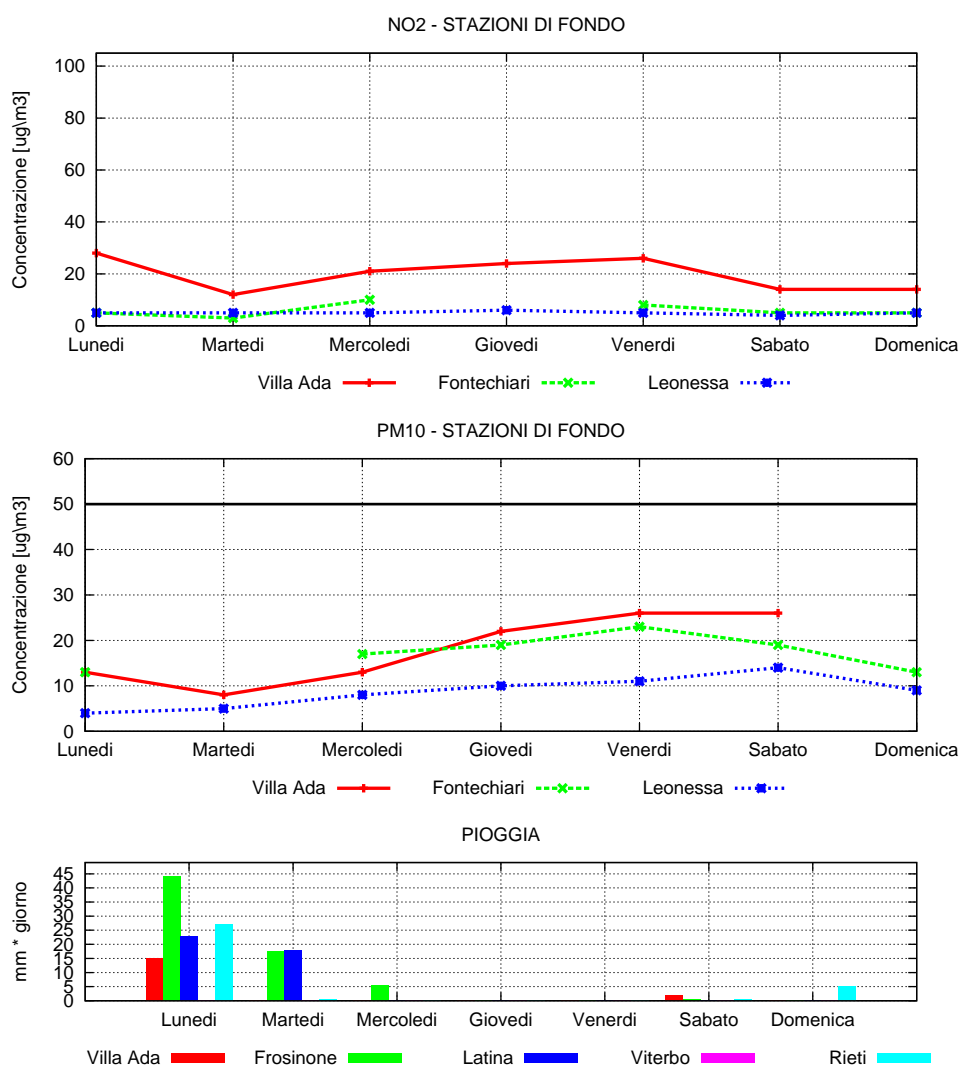 NO2 - STAZIONI DI FONDO
Concentrazione [ug\m3]
100
80
60
40
20
0
Lunedi Martedi Mercoledi Giovedi Venerdi Sabato Domenica
Villa Ada Fontechiari Leonessa
PM10 - STAZIONI DI FONDO
Concentrazione [ug\m3]
60
50
40
30
20
10
0
Lunedi Martedi Mercoledi Giovedi Venerdi Sabato Domenica
Villa Ada Fontechiari Leonessa
PIOGGIA
mm * giorno
45
40
35
30
25
20
15
10
5
0
Lunedi Martedi Mercoledi Giovedi Venerdi Sabato Domenica
Villa Ada Frosinone Latina Viterbo Rieti